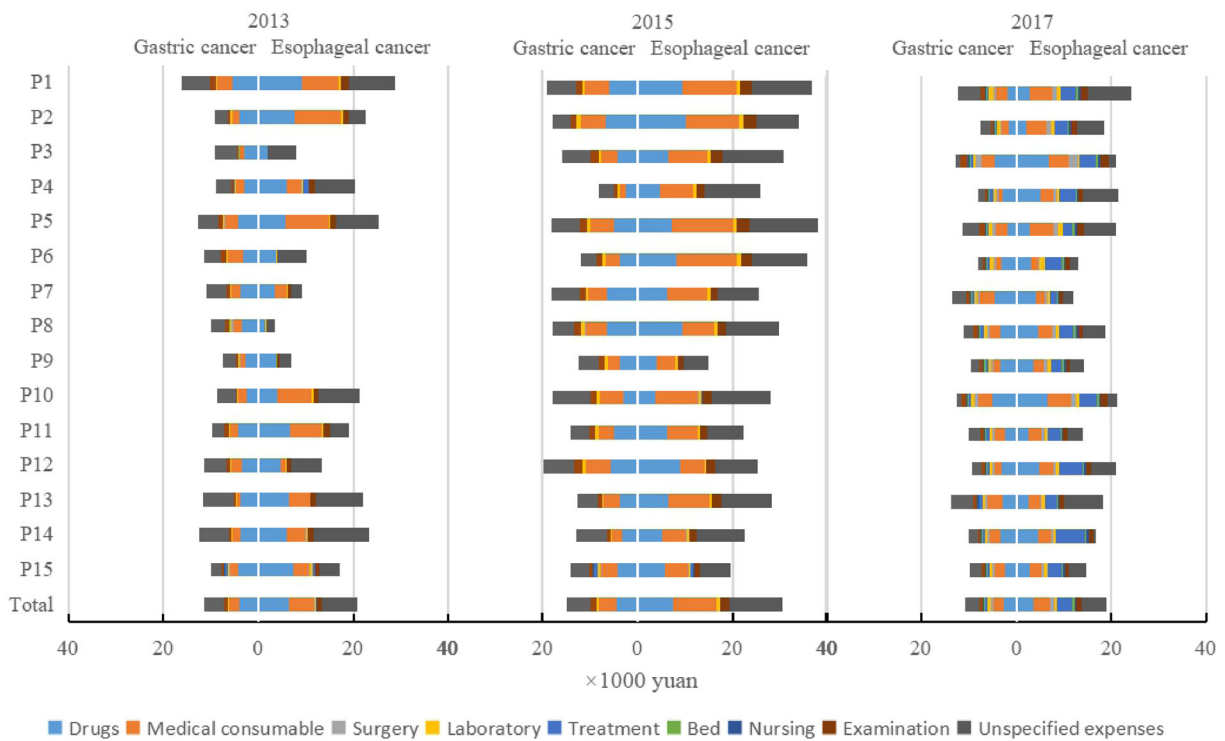 2013 2015 2017
Gastric cancer Esophageal cancer Gastric cancer Esophageal cancer Gastric cancer Esophageal cancer
P1
P2
P3
P4
P5
P6
P7
P8
P9
P10
P11
P12
P13
P14
P15
Total
40 20 0 20 40 20 0 20 40 20 0 20 40
×1000 yuan
Drugs Medical consumable Surgery Laboratory Treatment Bed Nursing Examination Unspecified expenses